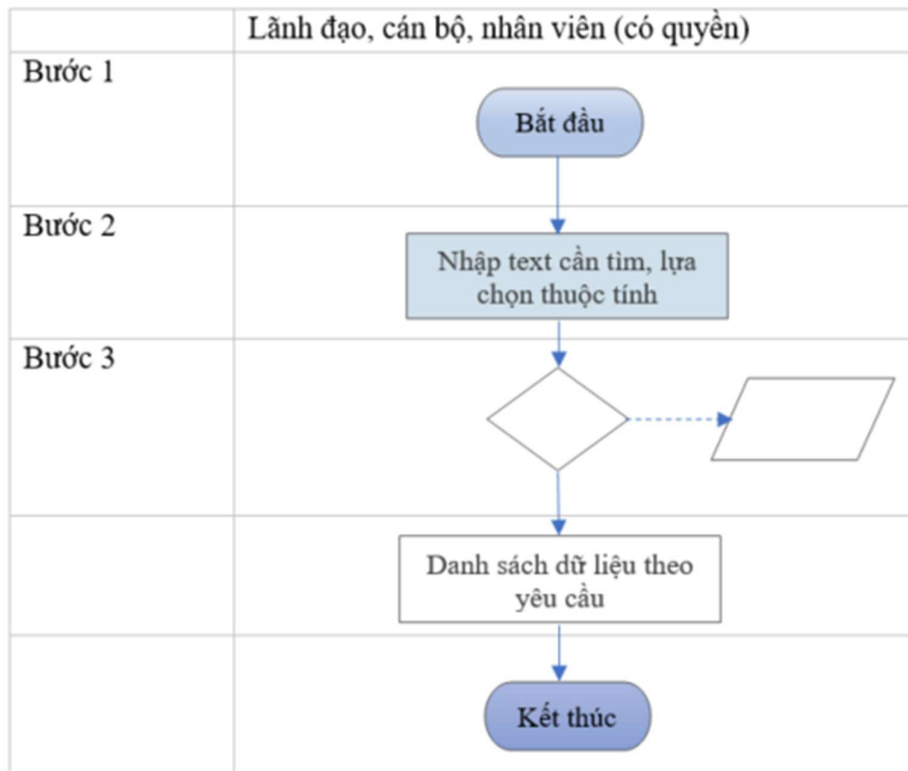 Lãnh đạo, cán bộ, nhân viên (có quyền)
Bước 1
Bắt đầu
Bước 2
Nhập text cần tìm, lựa
chọn thuộc tính
Bước 3
Danh sách dữ liệu theo
yêu cầu
Kết thúc